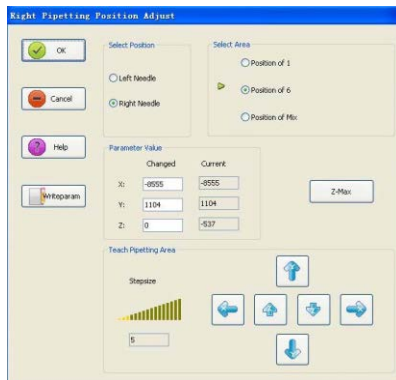 Right Pipetting Position Adjust
OK
Cancel
Help
Writeparam
Select Position
Left Needle
Right Needle
Select Area
Position of 1
Position of 6
Position of Mix
Parameter Value
Changed Current
X: -8555 -8555
Y: 1104 1104
Z: 0 -537
Z-Max
Teach Pipetting Area
Stepsize
5